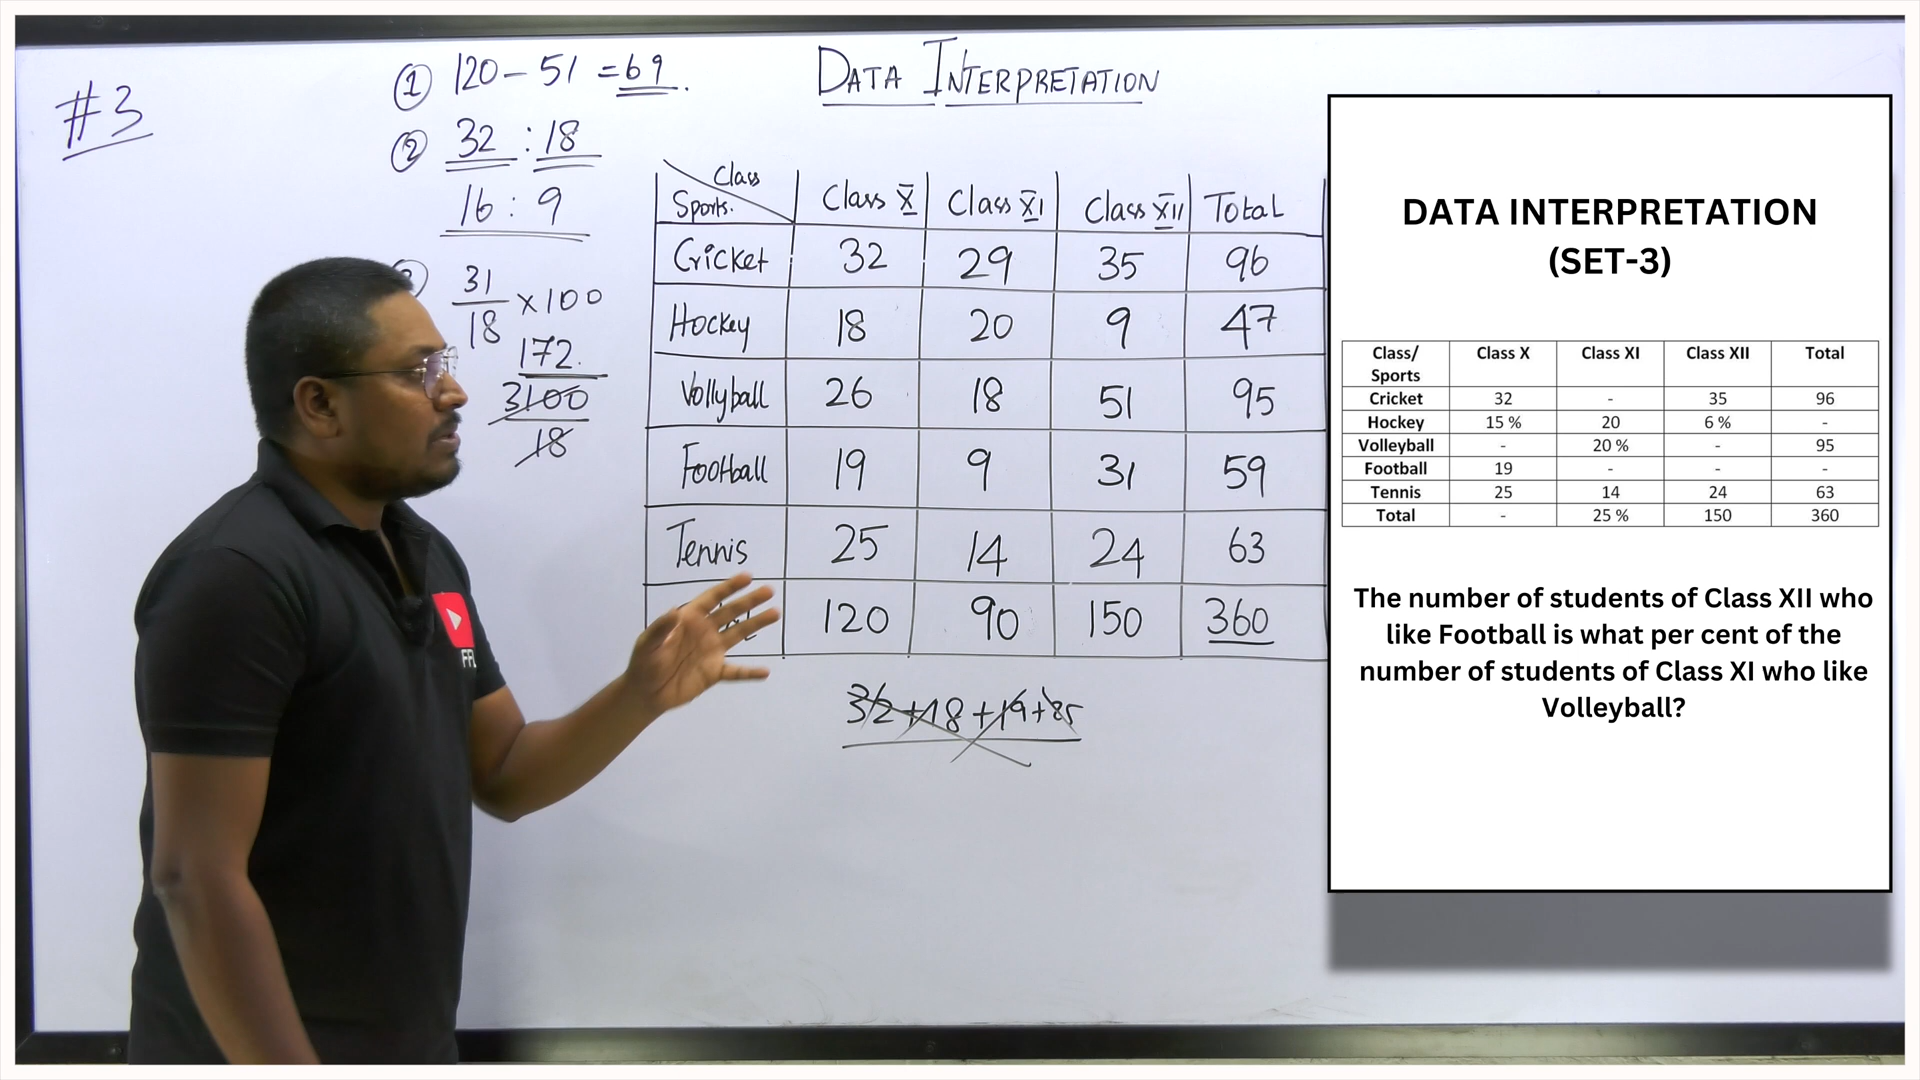 #3
① 120 - 51 = 69.
② 32 : 18
16 : 9
31
18 × 100
172.
3100
18
DATA INTERPRETATION
Class
Sports. Class X Class XI Class XII Total
Cricket 32 29 35 96
Hockey 18 20 9 47
Vollyball 26 18 51 95
Football 19 9 31 59
Tennis 25 14 24 63
120 90 150 360
32+18+19+25
FFL
DATA INTERPRETATION
(SET-3)
Class/ Class X Class XI Class XII Total
Sports
Cricket 32 - 35 96
Hockey 15 % 20 6 % -
Volleyball - 20 % - 95
Football 19 - - -
Tennis 25 14 24 63
Total - 25 % 150 360
The number of students of Class XII who
like Football is what per cent of the
number of students of Class XI who like
Volleyball?